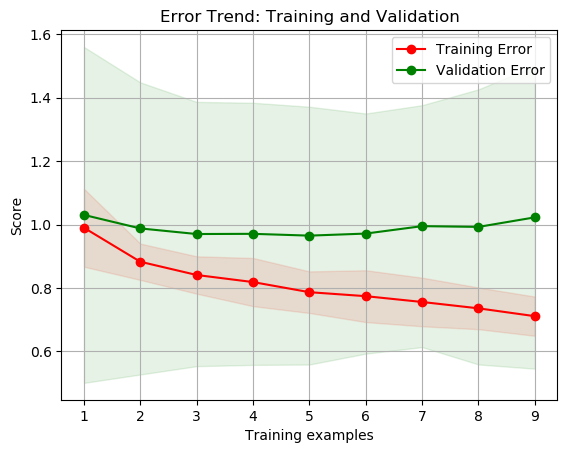 Error Trend: Training and Validation
Training Error
Validation Error
Score
1.6
1.4
1.2
1.0
0.8
0.6
1 2 3 4 5 6 7 8 9
Training examples